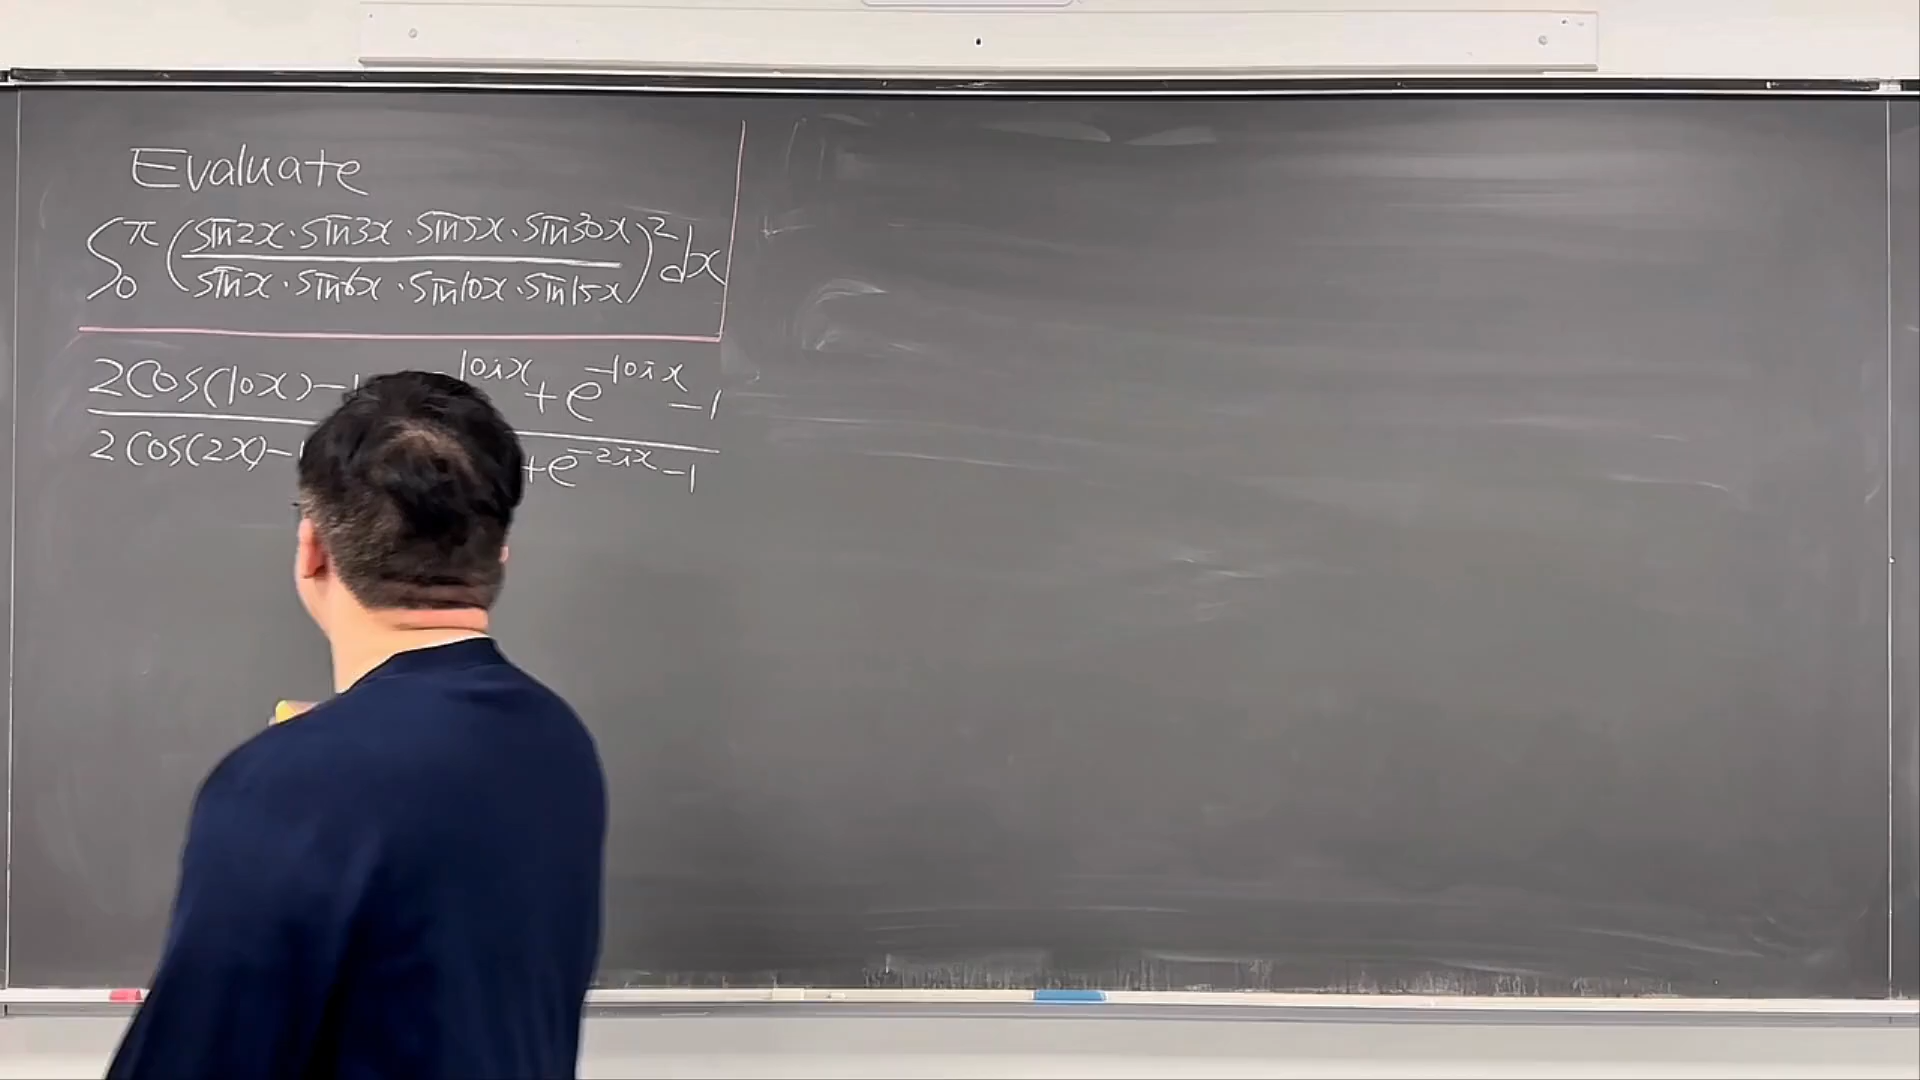 Evaluate
∫₀^π (sin2x·sin3x·sin5x·sin30x / sinx·sin6x·sin10x·sin15x)² dx
2cos(10x)-1 10ix + e^{-10ix} - 1
2cos(2x)-1 + e^{-2ix} - 1